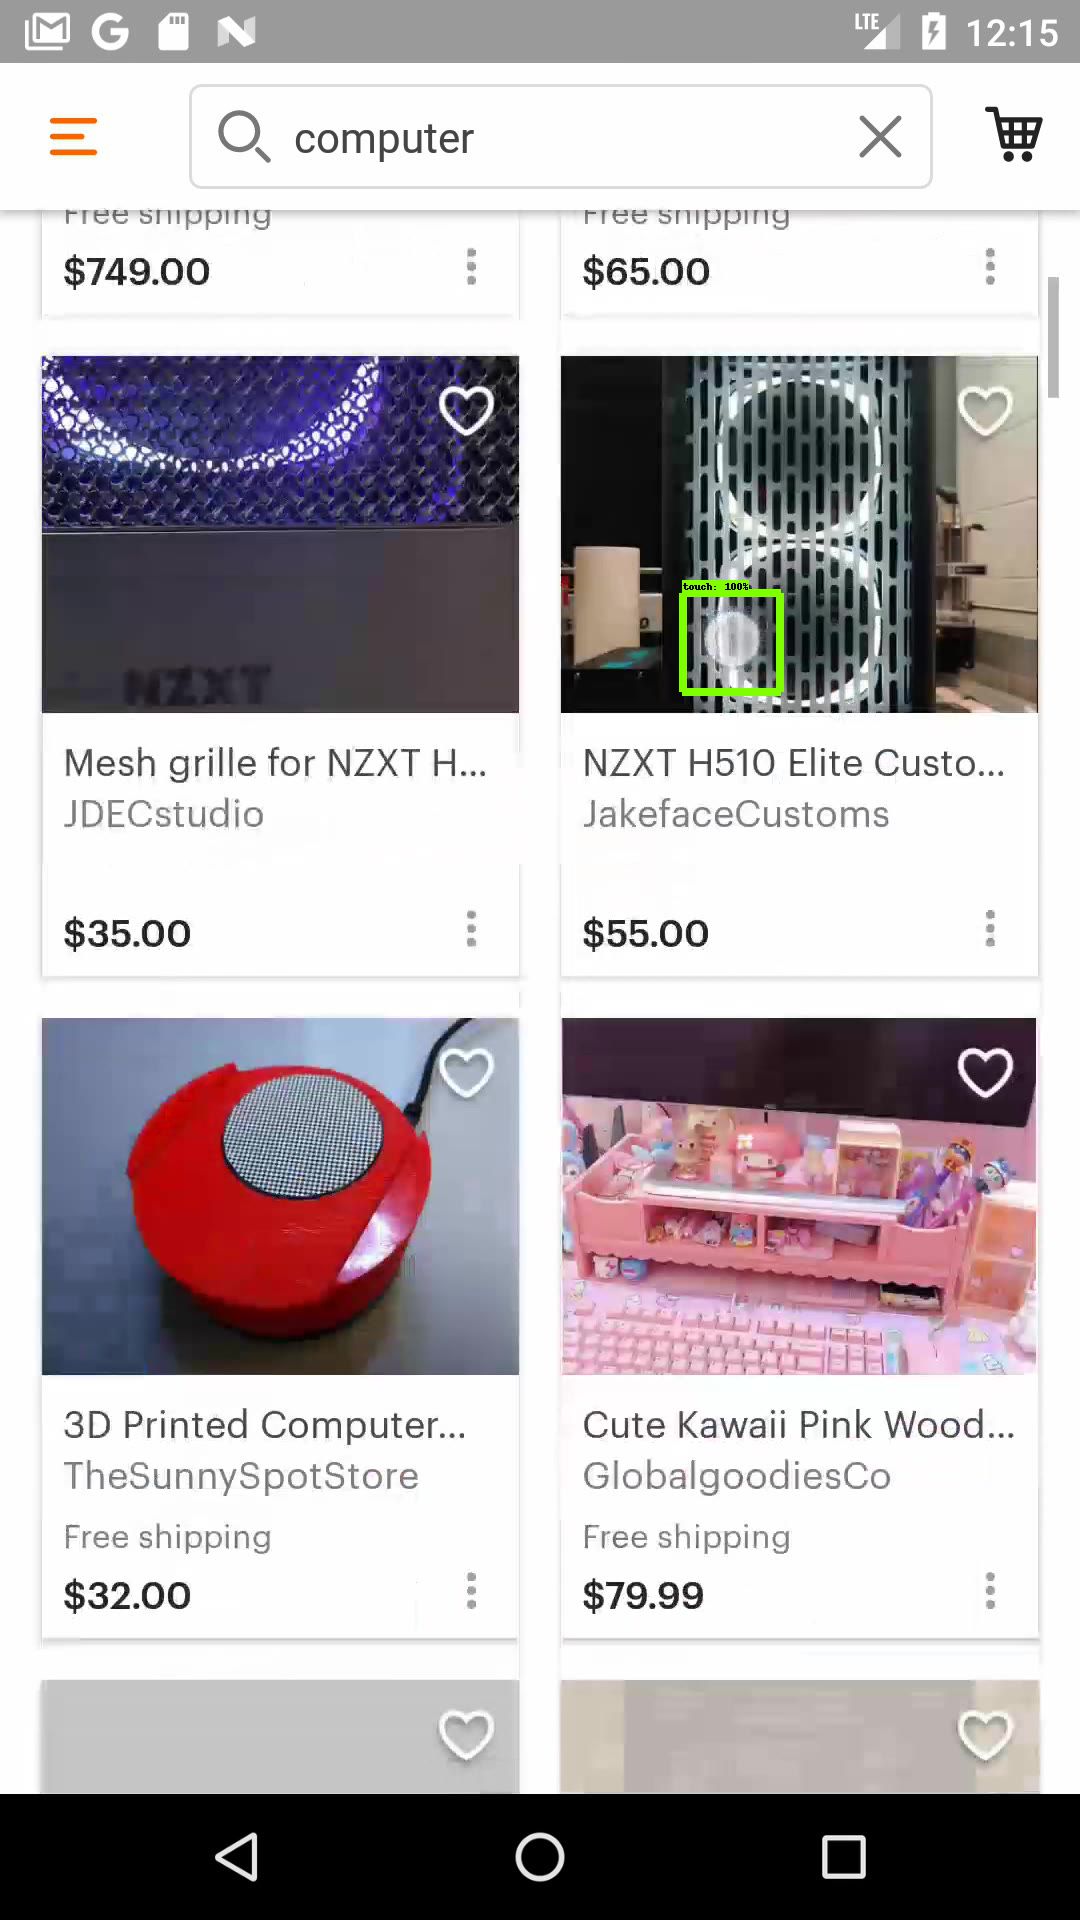 LTE 12:15
computer
Free shipping
Free shipping
$749.00
$65.00
NZXT
touch: 100%
Mesh grille for NZXT H...
JDECstudio
$35.00
NZXT H510 Elite Custo...
JakefaceCustoms
$55.00
3D Printed Computer...
TheSunnySpotStore
Free shipping
$32.00
Cute Kawaii Pink Wood...
GlobalgoodiesCo
Free shipping
$79.99